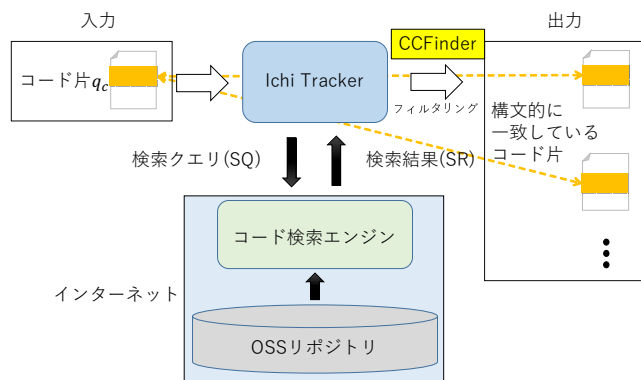 入力
出力
CCFinder
コード片q_c
Ichi Tracker
フィルタリング
構文的に
一致している
コード片
検索クエリ(SQ)
検索結果(SR)
コード検索エンジン
インターネット
OSSリポジトリ